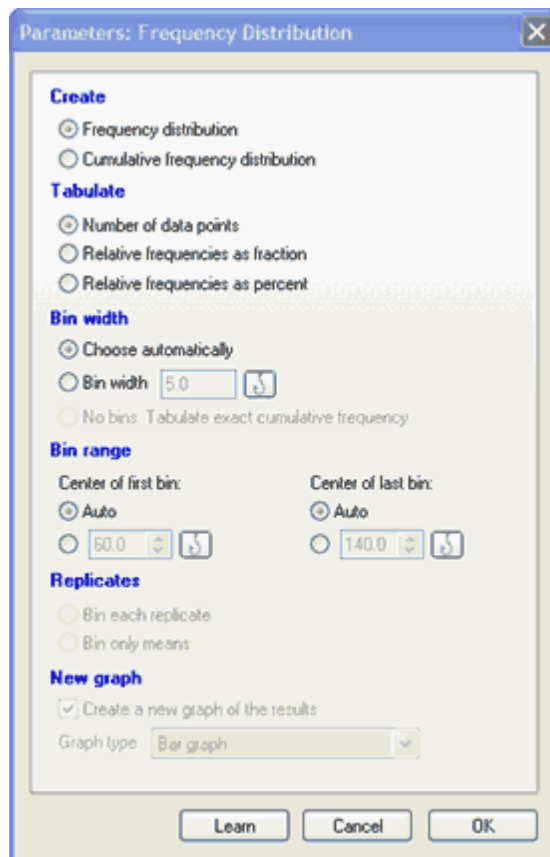 Parameters: Frequency Distribution
Create
Frequency distribution
Cumulative frequency distribution
Tabulate
Number of data points
Relative frequencies as fraction
Relative frequencies as percent
Bin width
Choose automatically
Bin width 5.0
No bins. Tabulate exact cumulative frequency
Bin range
Center of first bin: Center of last bin:
Auto Auto
60.0 140.0
Replicates
Bin each replicate
Bin only means
New graph
Create a new graph of the results
Graph type Bar graph
Learn Cancel OK